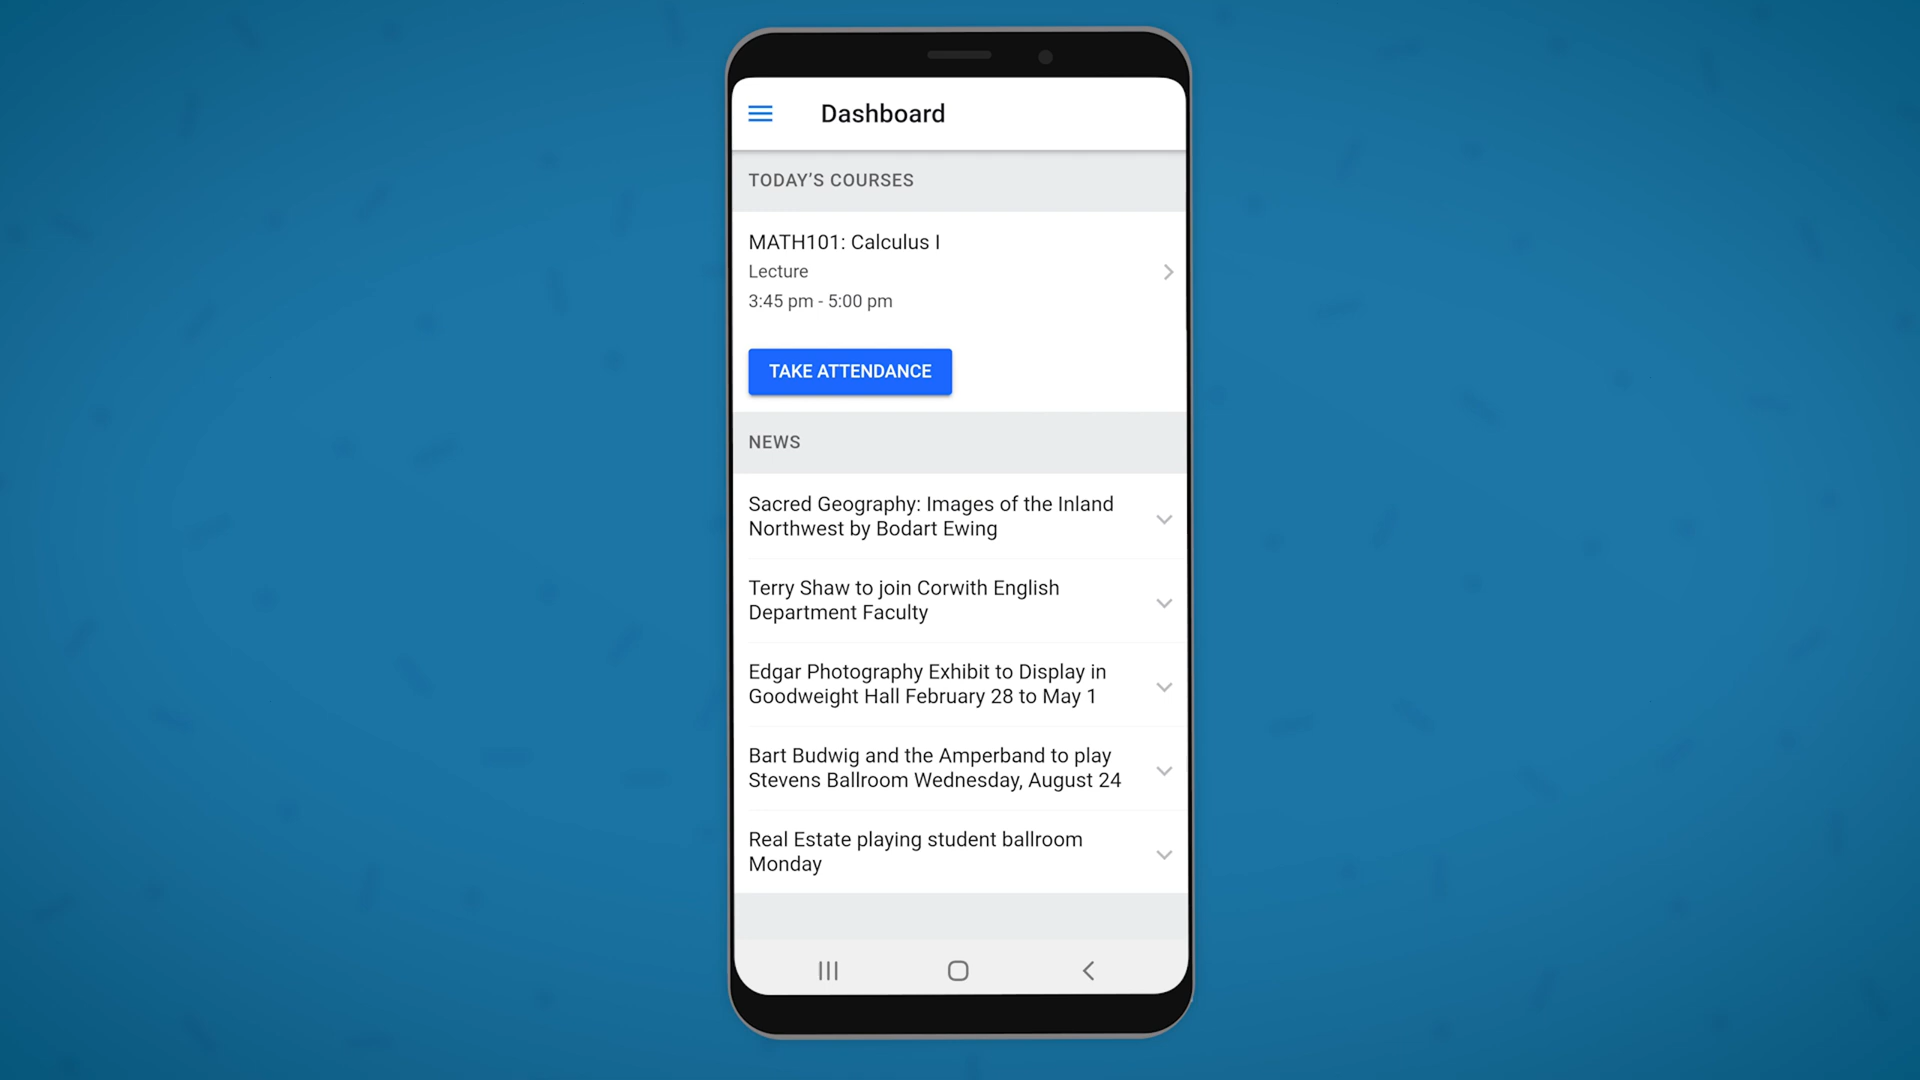 Dashboard
TODAY’S COURSES
MATH101: Calculus I
Lecture
3:45 pm - 5:00 pm
TAKE ATTENDANCE
NEWS
Sacred Geography: Images of the Inland
Northwest by Bodart Ewing
Terry Shaw to join Corwith English
Department Faculty
Edgar Photography Exhibit to Display in
Goodweight Hall February 28 to May 1
Bart Budwig and the Amperband to play
Stevens Ballroom Wednesday, August 24
Real Estate playing student ballroom
Monday